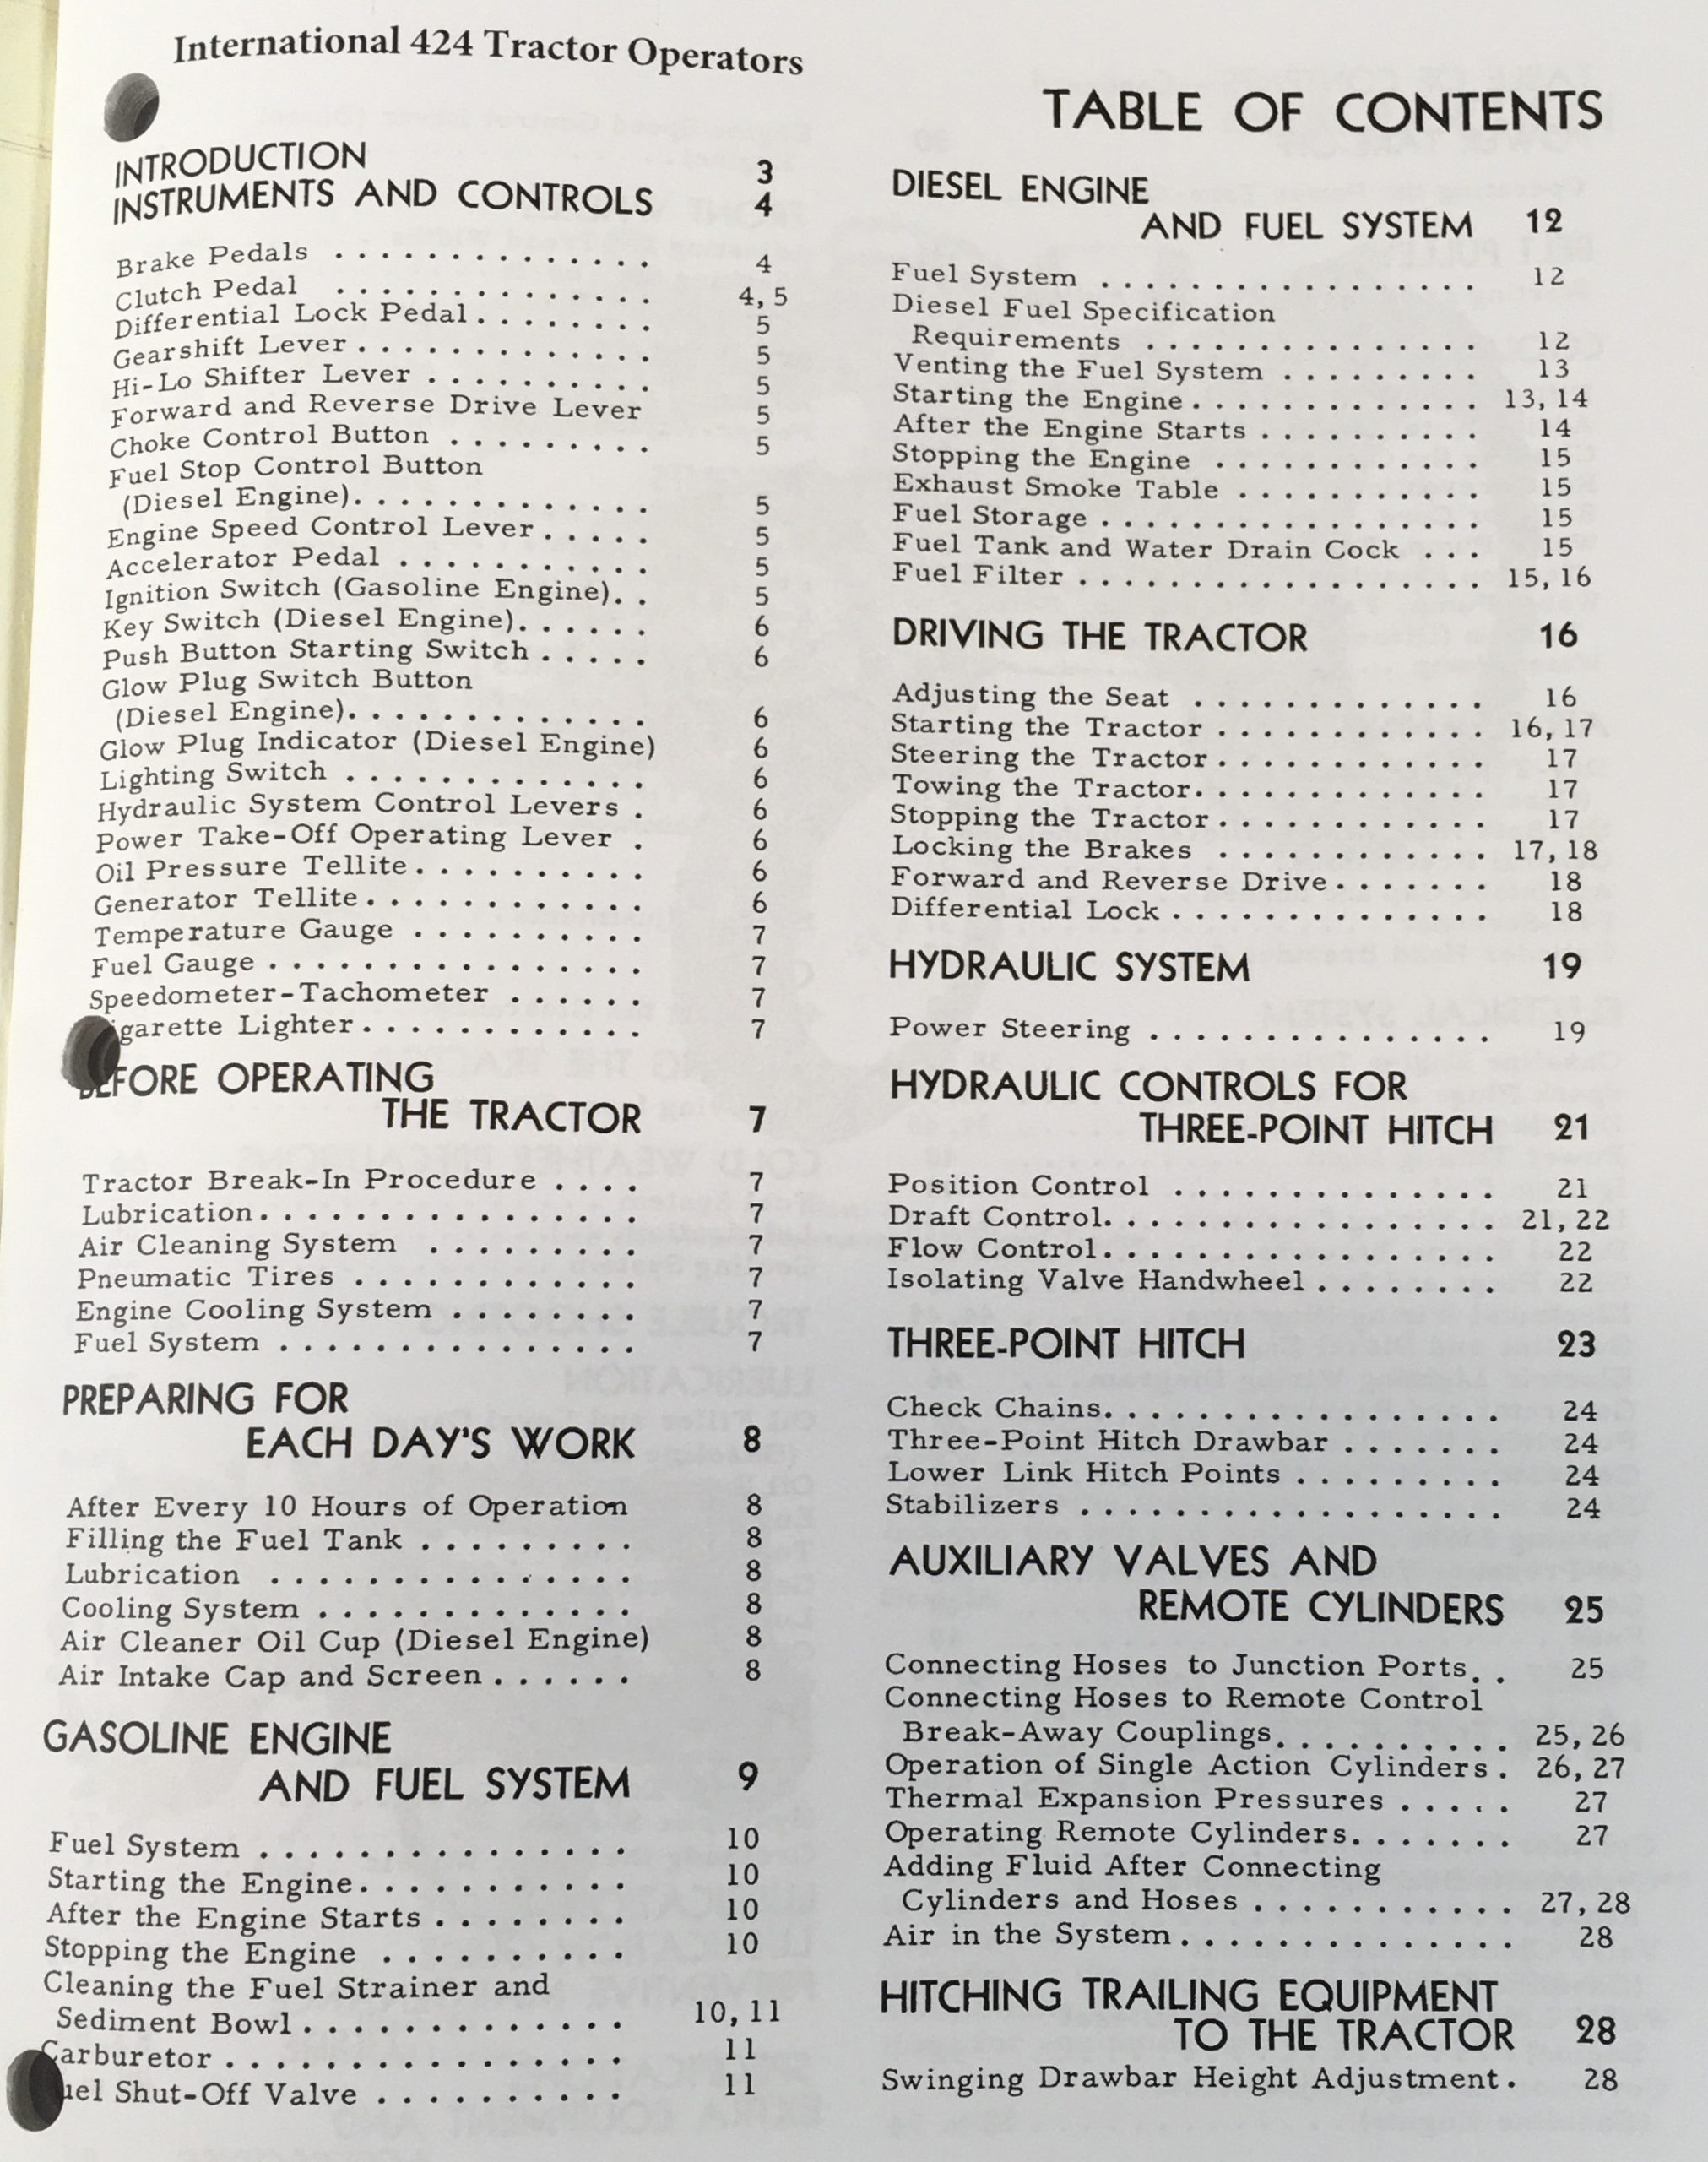 International 424 Tractor Operators
TABLE OF CONTENTS
INTRODUCTION 3
INSTRUMENTS AND CONTROLS 4
Brake Pedals . . . . . . . . . . . . . . 4
Clutch Pedal . . . . . . . . . . . . . . 4, 5
Differential Lock Pedal . . . . . . . . 5
Gearshift Lever . . . . . . . . . . . . . 5
Hi-Lo Shifter Lever . . . . . . . . . . 5
Forward and Reverse Drive Lever 5
Choke Control Button . . . . . . . . . 5
Fuel Stop Control Button
(Diesel Engine). . . . . . . . . . . . . 5
Engine Speed Control Lever . . . . . 5
Accelerator Pedal . . . . . . . . . . . 5
Ignition Switch (Gasoline Engine). . 5
Key Switch (Diesel Engine). . . . . . 6
Push Button Starting Switch . . . . . 6
Glow Plug Switch Button
(Diesel Engine). . . . . . . . . . . . . 6
Glow Plug Indicator (Diesel Engine) 6
Lighting Switch . . . . . . . . . . . . . 6
Hydraulic System Control Levers . 6
Power Take-Off Operating Lever . 6
Oil Pressure Tellite . . . . . . . . . . 6
Generator Tellite . . . . . . . . . . . . 6
Temperature Gauge . . . . . . . . . . 7
Fuel Gauge . . . . . . . . . . . . . . . . 7
Speedometer-Tachometer . . . . . . 7
igarette Lighter . . . . . . . . . . . . 7
BEFORE OPERATING
THE TRACTOR 7
Tractor Break-In Procedure . . . . 7
Lubrication. . . . . . . . . . . . . . . . 7
Air Cleaning System . . . . . . . . . 7
Pneumatic Tires . . . . . . . . . . . . 7
Engine Cooling System . . . . . . . . 7
Fuel System . . . . . . . . . . . . . . . 7
PREPARING FOR
EACH DAY'S WORK 8
After Every 10 Hours of Operation 8
Filling the Fuel Tank . . . . . . . . . 8
Lubrication . . . . . . . . . . . . . . . 8
Cooling System . . . . . . . . . . . . . 8
Air Cleaner Oil Cup (Diesel Engine) 8
Air Intake Cap and Screen . . . . . . 8
GASOLINE ENGINE
AND FUEL SYSTEM 9
Fuel System . . . . . . . . . . . . . . . 10
Starting the Engine. . . . . . . . . . . 10
After the Engine Starts . . . . . . . . 10
Stopping the Engine . . . . . . . . . . 10
Cleaning the Fuel Strainer and
Sediment Bowl . . . . . . . . . . . . . 10, 11
Carburetor . . . . . . . . . . . . . . . . 11
uel Shut-Off Valve . . . . . . . . . . 11
DIESEL ENGINE
AND FUEL SYSTEM 12
Fuel System . . . . . . . . . . . . . . . . 12
Diesel Fuel Specification
Requirements . . . . . . . . . . . . . . 12
Venting the Fuel System . . . . . . . . 13
Starting the Engine . . . . . . . . . . . . 13, 14
After the Engine Starts . . . . . . . . . 14
Stopping the Engine . . . . . . . . . . . 15
Exhaust Smoke Table . . . . . . . . . . 15
Fuel Storage . . . . . . . . . . . . . . . . 15
Fuel Tank and Water Drain Cock . . . 15
Fuel Filter . . . . . . . . . . . . . . . . . 15, 16
DRIVING THE TRACTOR 16
Adjusting the Seat . . . . . . . . . . . . 16
Starting the Tractor . . . . . . . . . . . 16, 17
Steering the Tractor . . . . . . . . . . . 17
Towing the Tractor. . . . . . . . . . . . 17
Stopping the Tractor . . . . . . . . . . . 17
Locking the Brakes . . . . . . . . . . . 17, 18
Forward and Reverse Drive . . . . . . 18
Differential Lock . . . . . . . . . . . . . 18
HYDRAULIC SYSTEM 19
Power Steering . . . . . . . . . . . . . . 19
HYDRAULIC CONTROLS FOR
THREE-POINT HITCH 21
Position Control . . . . . . . . . . . . . 21
Draft Control. . . . . . . . . . . . . . . . 21, 22
Flow Control. . . . . . . . . . . . . . . . 22
Isolating Valve Handwheel . . . . . . . 22
THREE-POINT HITCH 23
Check Chains. . . . . . . . . . . . . . . . 24
Three-Point Hitch Drawbar . . . . . . 24
Lower Link Hitch Points . . . . . . . . 24
Stabilizers . . . . . . . . . . . . . . . . . 24
AUXILIARY VALVES AND
REMOTE CYLINDERS 25
Connecting Hoses to Junction Ports. . 25
Connecting Hoses to Remote Control
Break-Away Couplings. . . . . . . . . . 25, 26
Operation of Single Action Cylinders . 26, 27
Thermal Expansion Pressures . . . . . 27
Operating Remote Cylinders. . . . . . 27
Adding Fluid After Connecting
Cylinders and Hoses . . . . . . . . . . . 27, 28
Air in the System . . . . . . . . . . . . . 28
HITCHING TRAILING EQUIPMENT
TO THE TRACTOR 28
Swinging Drawbar Height Adjustment . 28